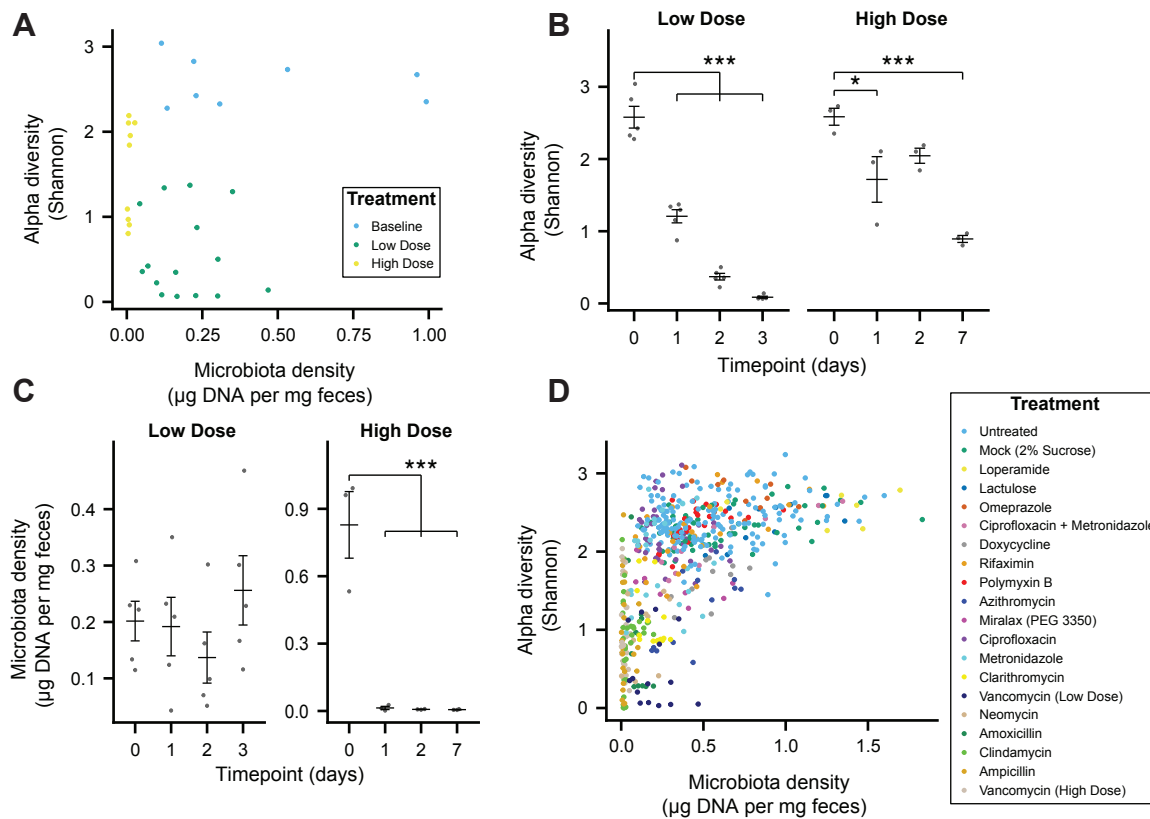 A
Alpha diversity
(Shannon)
3
2
1
0
0.00
0.25
0.50
0.75
1.00
Microbiota density
(µg DNA per mg feces)
Treatment
Baseline
Low Dose
High Dose
B
Low Dose
High Dose
Alpha diversity
(Shannon)
3
2
1
0
***
*
***
0
1
2
3
0
1
2
7
Timepoint (days)
C
Low Dose
High Dose
Microbiota density
(µg DNA per mg feces)
0.4
0.3
0.2
0.1
0.9
0.6
0.3
0.0
***
0
1
2
3
0
1
2
7
Timepoint (days)
D
Alpha diversity
(Shannon)
3
2
1
0
0.0
0.5
1.0
1.5
Microbiota density
(µg DNA per mg feces)
Treatment
Untreated
Mock (2% Sucrose)
Loperamide
Lactulose
Omeprazole
Ciprofloxacin + Metronidazole
Doxycycline
Rifaximin
Polymyxin B
Azithromycin
Miralax (PEG 3350)
Ciprofloxacin
Metronidazole
Clarithromycin
Vancomycin (Low Dose)
Neomycin
Amoxicillin
Clindamycin
Ampicillin
Vancomycin (High Dose)